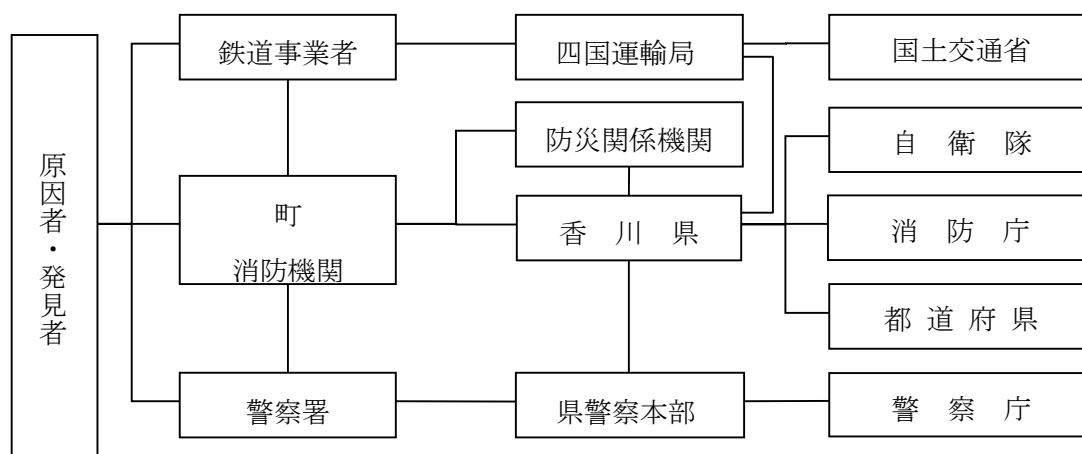 原因者・発見者
鉄道事業者
四国運輸局
国土交通省
防災関係機関
自衛隊
町
消防機関
香川県
消防庁
都道府県
警察署
県警察本部
警察庁